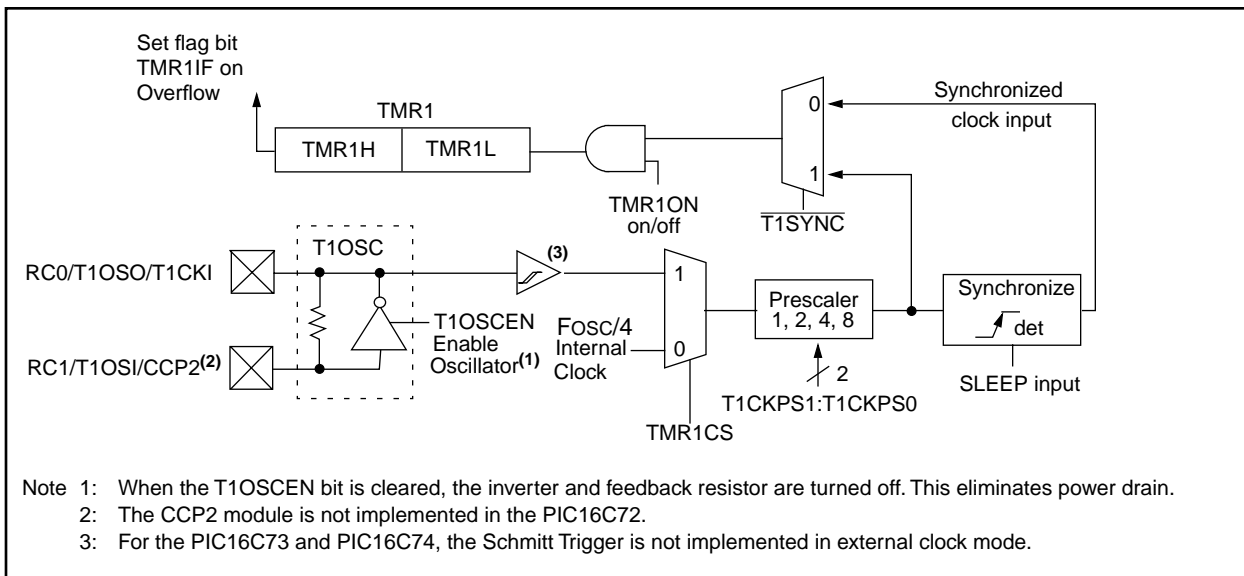 Set flag bit
TMR1IF on
Overflow
TMR1
TMR1H
TMR1L
TMR1ON
on/off
0
1
T1SYNC
Synchronized
clock input
RC0/T1OSO/T1CKI
RC1/T1OSI/CCP2(2)
T1OSC
T1OSCEN
Enable
Oscillator(1)
(3)
FOSC/4
Internal
Clock
1
0
TMR1CS
Prescaler
1, 2, 4, 8
2
T1CKPS1:T1CKPS0
Synchronize
det
SLEEP input
Note 1: When the T1OSCEN bit is cleared, the inverter and feedback resistor are turned off. This eliminates power drain.
2: The CCP2 module is not implemented in the PIC16C72.
3: For the PIC16C73 and PIC16C74, the Schmitt Trigger is not implemented in external clock mode.